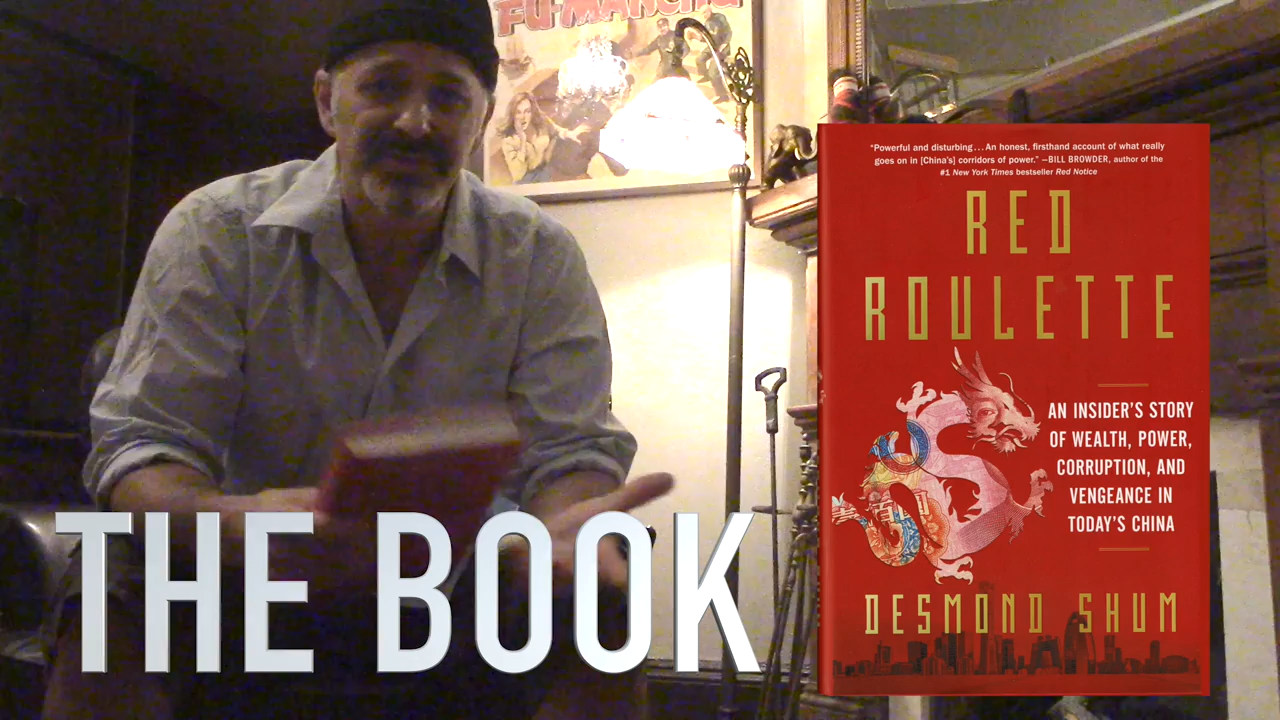 FU-MANCHU
"Powerful and disturbing... An honest, firsthand account of what really
goes on in [China's] corridors of power." —BILL BROWDER, author of the
#1 New York Times bestseller Red Notice
RED
ROULETTE
AN INSIDER'S STORY
OF WEALTH, POWER,
CORRUPTION, AND
VENGEANCE IN
TODAY'S CHINA
DESMOND SHUM
THE BOOK